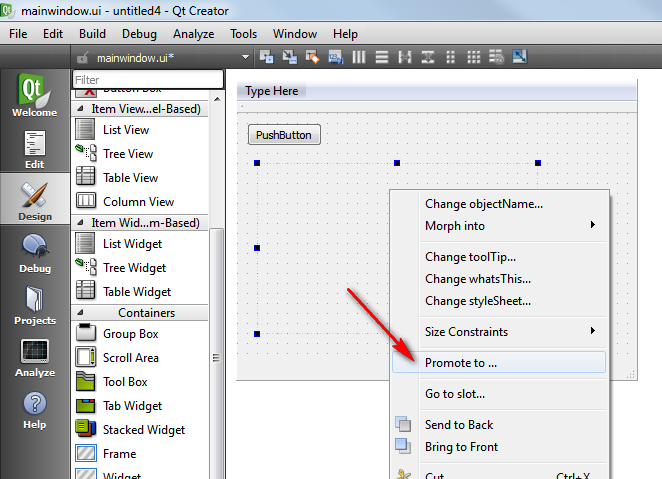 mainwindow.ui - untitled4 - Qt Creator
File Edit Build Debug Analyze Tools Window Help
mainwindow.ui*
Filter
Button Box
Item View...el-Based)
List View
Tree View
Table View
Column View
Item Wid...m-Based)
List Widget
Tree Widget
Table Widget
Containers
Group Box
Scroll Area
Tool Box
Tab Widget
Stacked Widget
Frame
Widget
Qt
Welcome
Edit
Design
Debug
Projects
Analyze
Help
Type Here
PushButton
Change objectName...
Morph into
Change toolTip...
Change whatsThis...
Change styleSheet...
Size Constraints
Promote to ...
Go to slot...
Send to Back
Bring to Front
Cut Ctrl+X